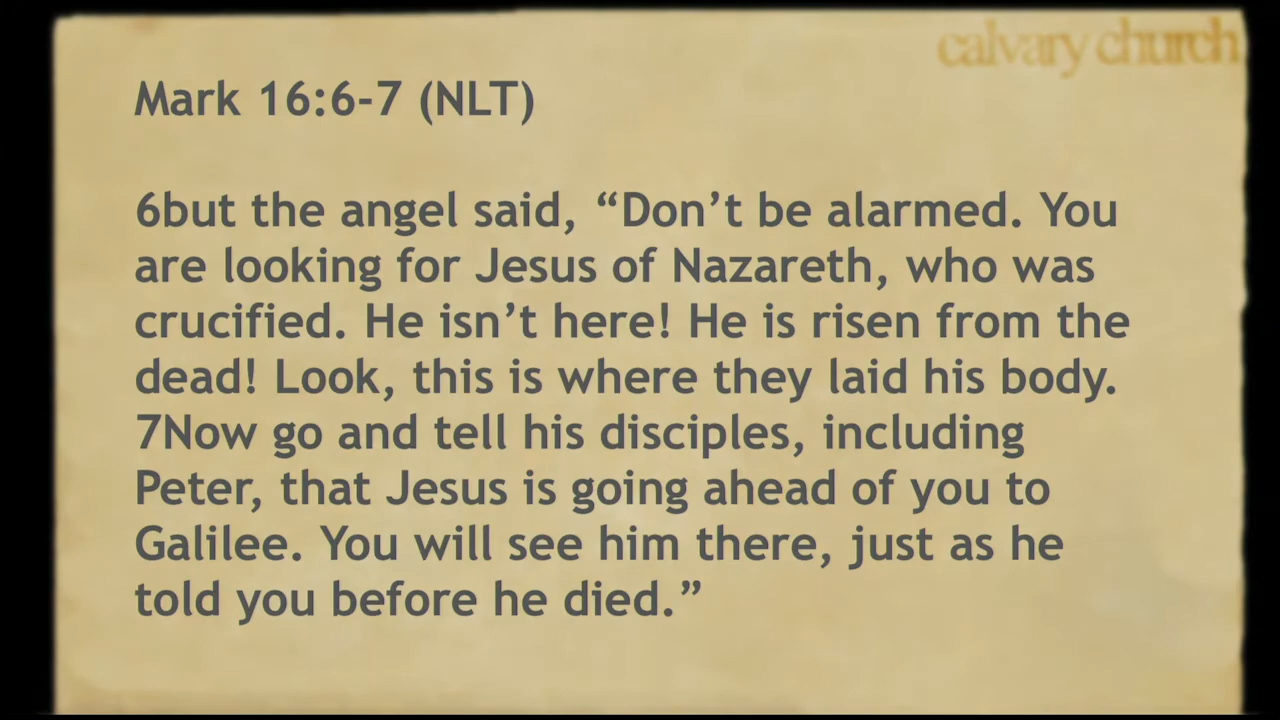 calvary church
Mark 16:6-7 (NLT)
6but the angel said, “Don’t be alarmed. You
are looking for Jesus of Nazareth, who was
crucified. He isn’t here! He is risen from the
dead! Look, this is where they laid his body.
7Now go and tell his disciples, including
Peter, that Jesus is going ahead of you to
Galilee. You will see him there, just as he
told you before he died.”